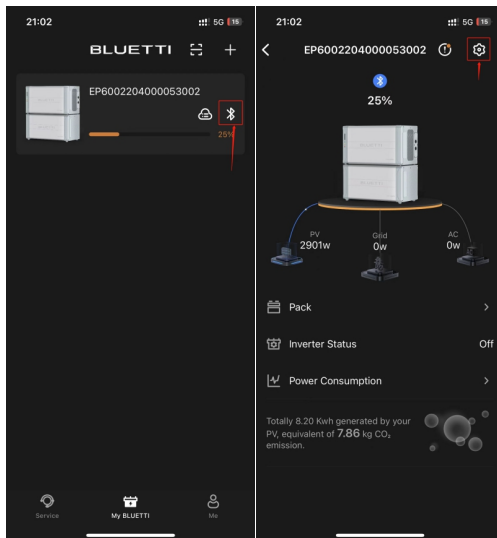 21:02
5G 15
BLUETTI
EP6002204000053002
25%
Service
My BLUETTI
Me
21:02
5G 15
EP6002204000053002
25%
PV
2901w
Grid
0w
AC
0w
Pack
Inverter Status
Off
Power Consumption
Totally 8.20 Kwh generated by your
PV, equivalent of 7.86 kg CO₂
emission.